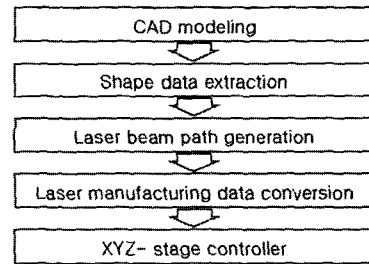 CAD modeling
Shape data extraction
Laser beam path generation
Laser manufacturing data conversion
XYZ- stage controller